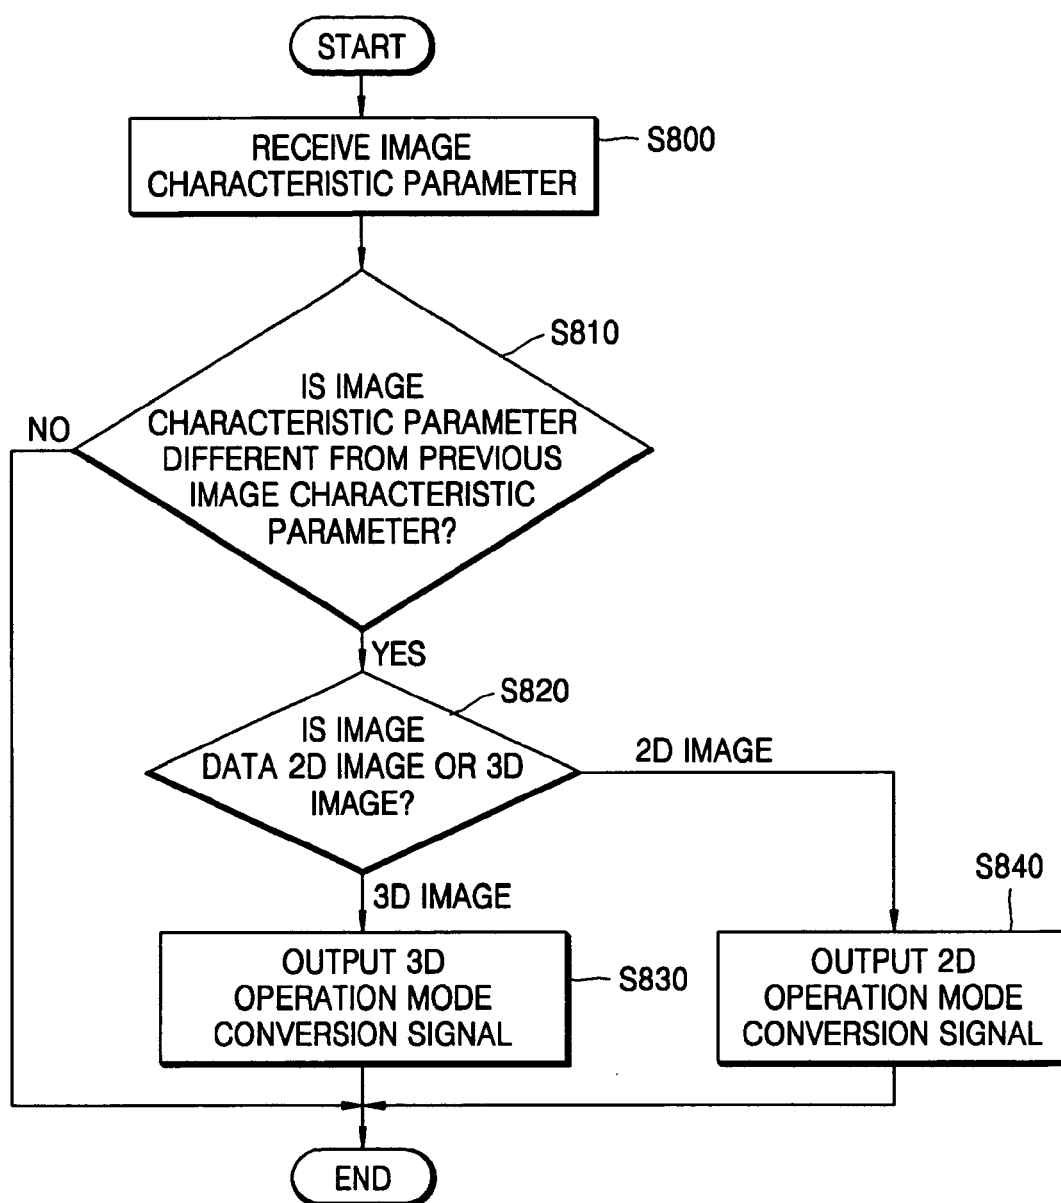 START
RECEIVE IMAGE
CHARACTERISTIC PARAMETER
S800
S810
IS IMAGE
CHARACTERISTIC PARAMETER
DIFFERENT FROM PREVIOUS
IMAGE CHARACTERISTIC
PARAMETER?
NO
YES
S820
IS IMAGE
DATA 2D IMAGE OR 3D
IMAGE?
2D IMAGE
3D IMAGE
S840
OUTPUT 3D
OPERATION MODE
CONVERSION SIGNAL
S830
OUTPUT 2D
OPERATION MODE
CONVERSION SIGNAL
END